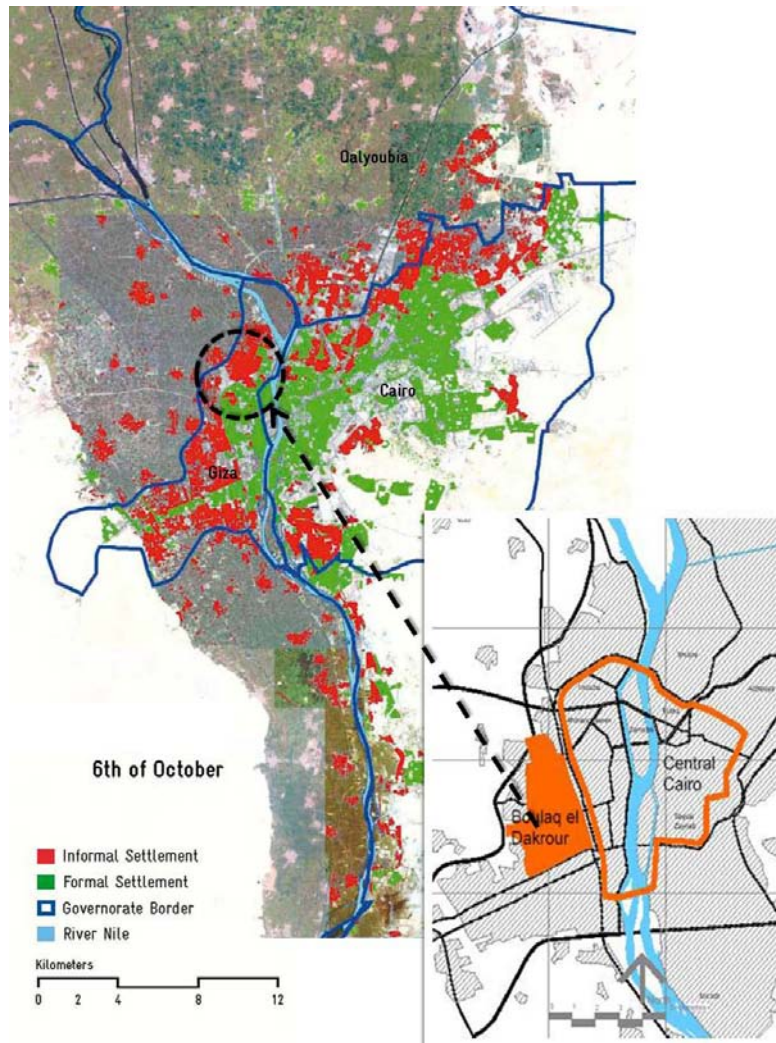 Qalyoubia
Cairo
Giza
6th of October
Informal Settlement
Formal Settlement
Governorate Border
River Nile
Kilometers
0 2 4 8 12
Central
Cairo
Boulaq el
Dakrour